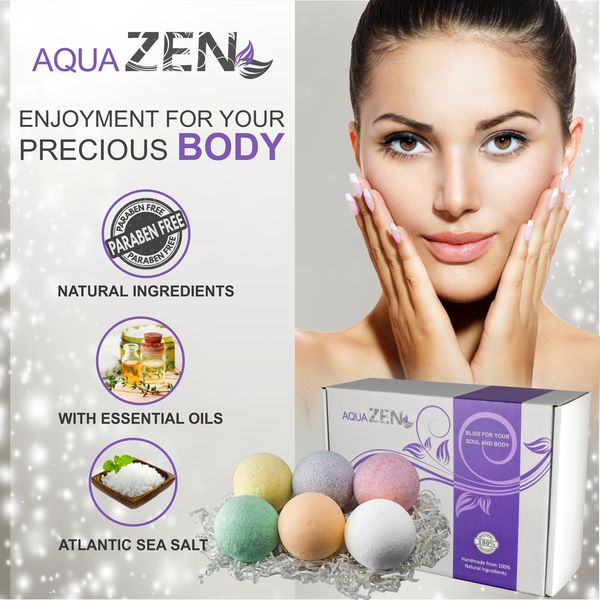 AQUA ZEN
ENJOYMENT FOR YOUR
PRECIOUS BODY
PARABEN FREE
PARABEN FREE
PARABEN FREE
NATURAL INGREDIENTS
WITH ESSENTIAL OILS
ATLANTIC SEA SALT
AQUA ZEN
BLISS FOR YOUR
SOUL AND BODY
100%
Handmade from 100%
Natural Ingredients